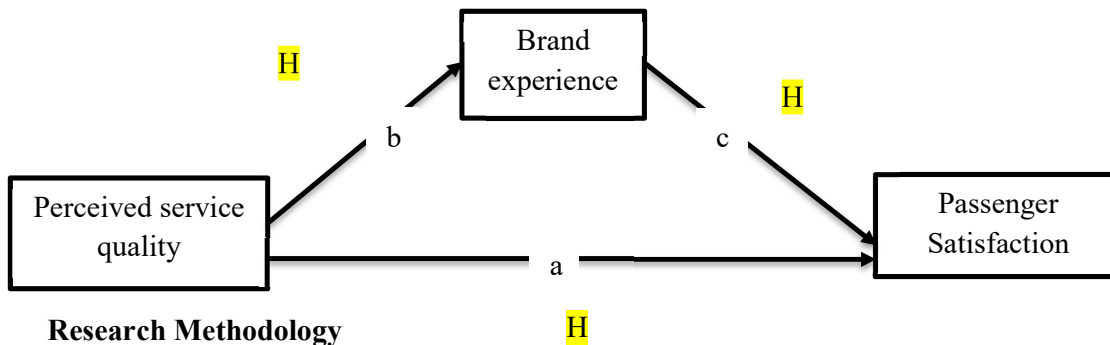 Brand
experience
H
H
b
c
Perceived service
quality
Passenger
Satisfaction
a
H
Research Methodology